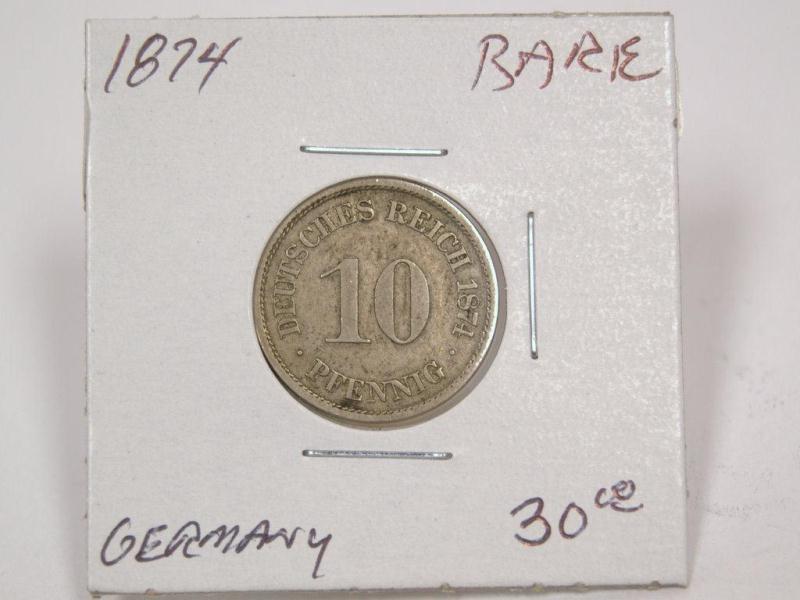 1874
RARE
DEUTSCHES REICH 1874
10
· PFENNIG ·
GERMANY
30 00